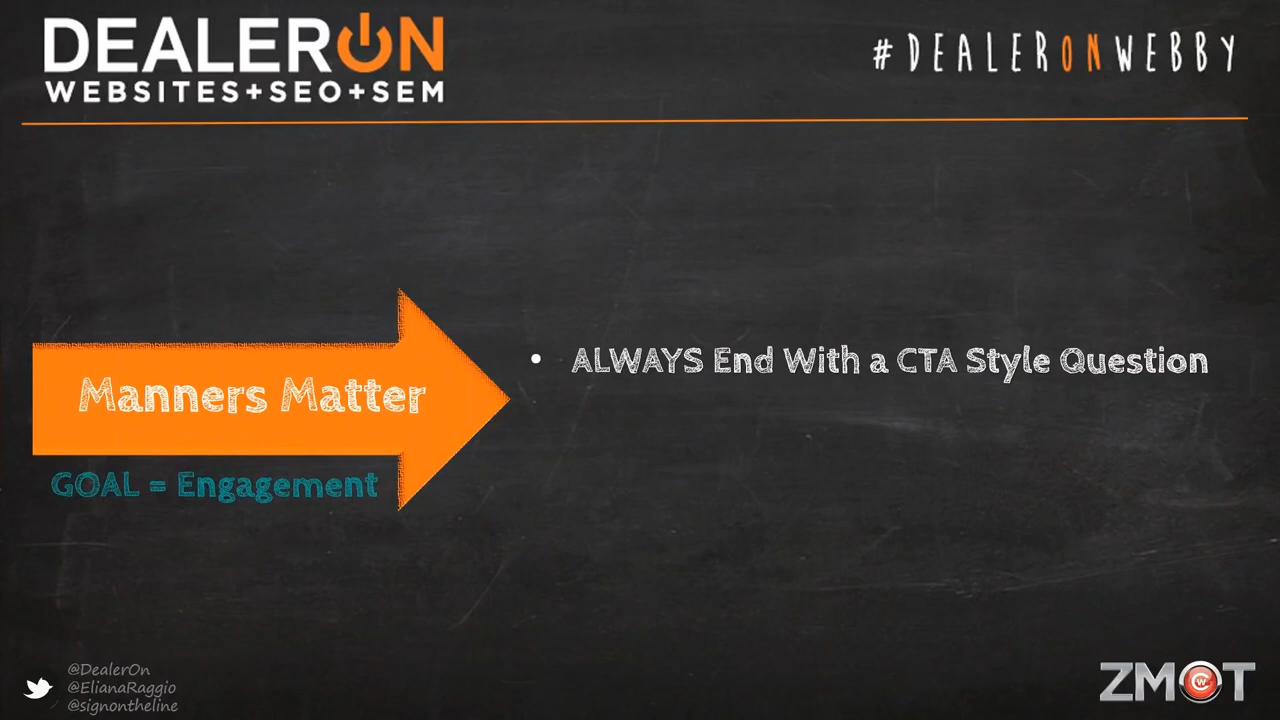 DEALERON
WEBSITES+SEO+SEM
#DEALERONWEBBY
Manners Matter
GOAL = Engagement
• ALWAYS End With a CTA Style Question
@DealerOn
@ElianaRaggio
@signontheline
ZMOT